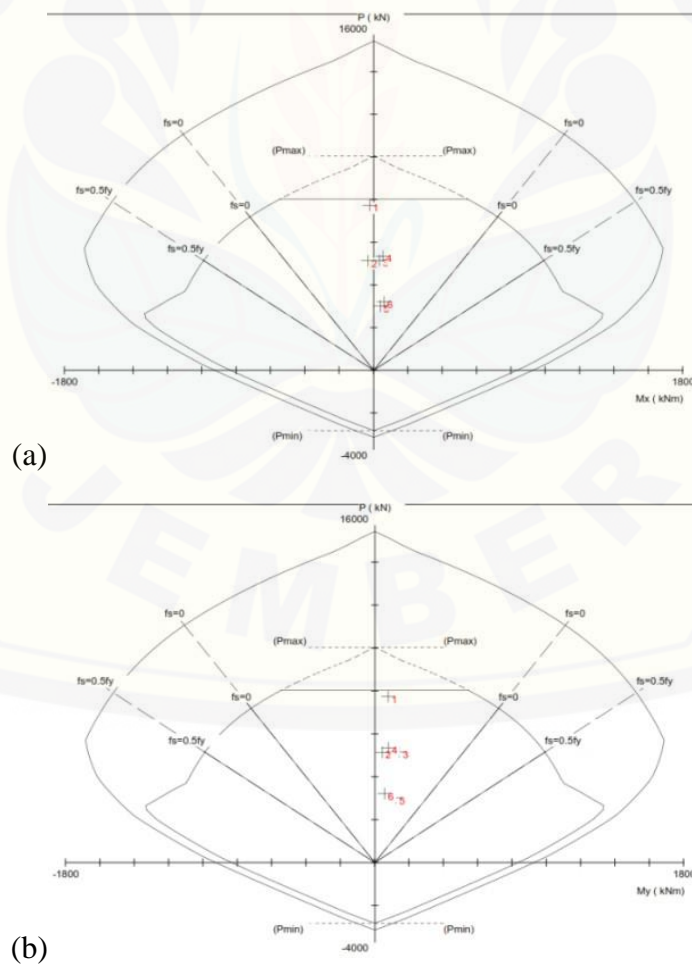 P ( kN)
16000
fs=0
fs=0
(Pmax)
(Pmax)
fs=0.5fy
fs=0
1
fs=0
fs=0.5fy
fs=0.5fy
2
4
fs=0.5fy
-1800
1800
Mx ( kNm)
(Pmin)
(Pmin)
-4000
(a)
P ( kN)
16000
JEMBER
fs=0
fs=0
(Pmax)
(Pmax)
fs=0.5fy
fs=0
1
fs=0
fs=0.5fy
fs=0.5fy
2
4
3
fs=0.5fy
6
5
-1800
1800
My ( kNm)
(Pmin)
(Pmin)
-4000
(b)